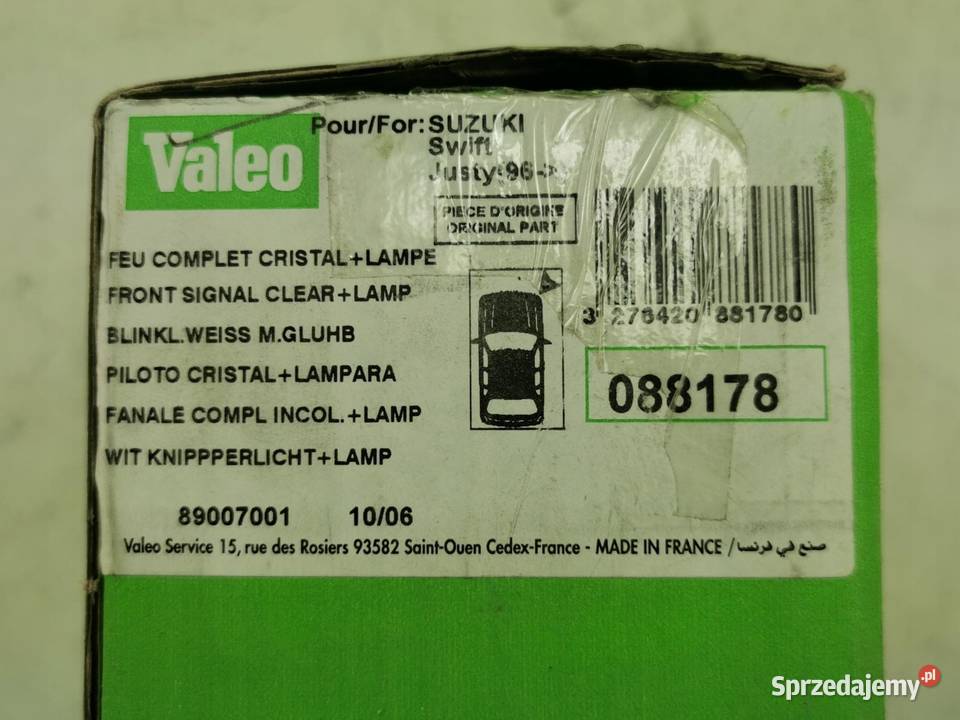 Valeo
Pour/For: SUZUKI
Swift
Justy(96->)
PIECE D'ORIGINE
ORIGINAL PART
FEU COMPLET CRISTAL+LAMPE
FRONT SIGNAL CLEAR+LAMP
BLINKL.WEISS M.GLUHB
PILOTO CRISTAL+LAMPARA
FANALE COMPL INCOL.+LAMP
WIT KNIPPPERLICHT+LAMP
3 276420 881780
088178
89007001 10/06
Valeo Service 15, rue des Rosiers 93582 Saint-Ouen Cedex-France - MADE IN FRANCE / صنع في فرنسا
Sprzedajemy.pl